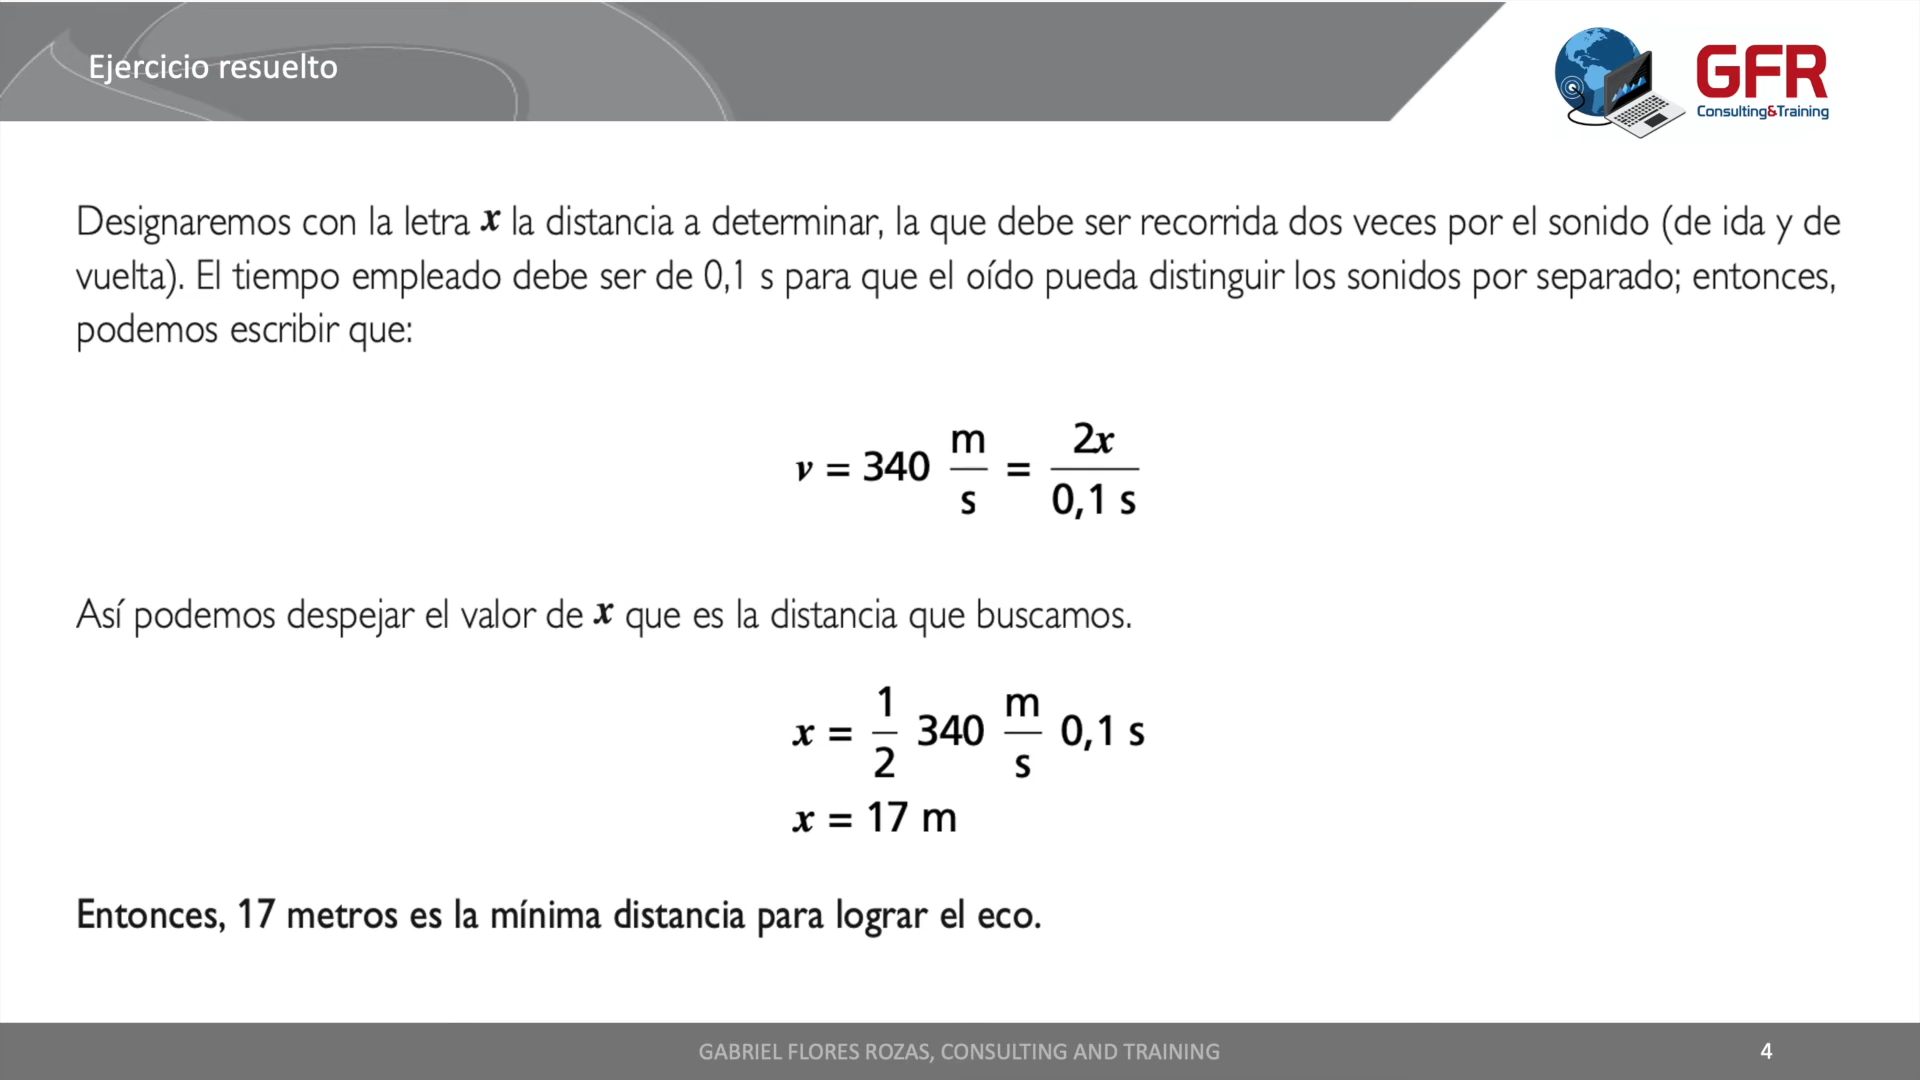 Ejercicio resuelto
GFR
Consulting&Training
Designaremos con la letra x la distancia a determinar, la que debe ser recorrida dos veces por el sonido (de ida y de
vuelta). El tiempo empleado debe ser de 0,1 s para que el oído pueda distinguir los sonidos por separado; entonces,
podemos escribir que:
v = 340 m/s = 2x/0,1 s
Así podemos despejar el valor de x que es la distancia que buscamos.
x = 1/2 340 m/s 0,1 s
x = 17 m
Entonces, 17 metros es la mínima distancia para lograr el eco.
GABRIEL FLORES ROZAS, CONSULTING AND TRAINING
4